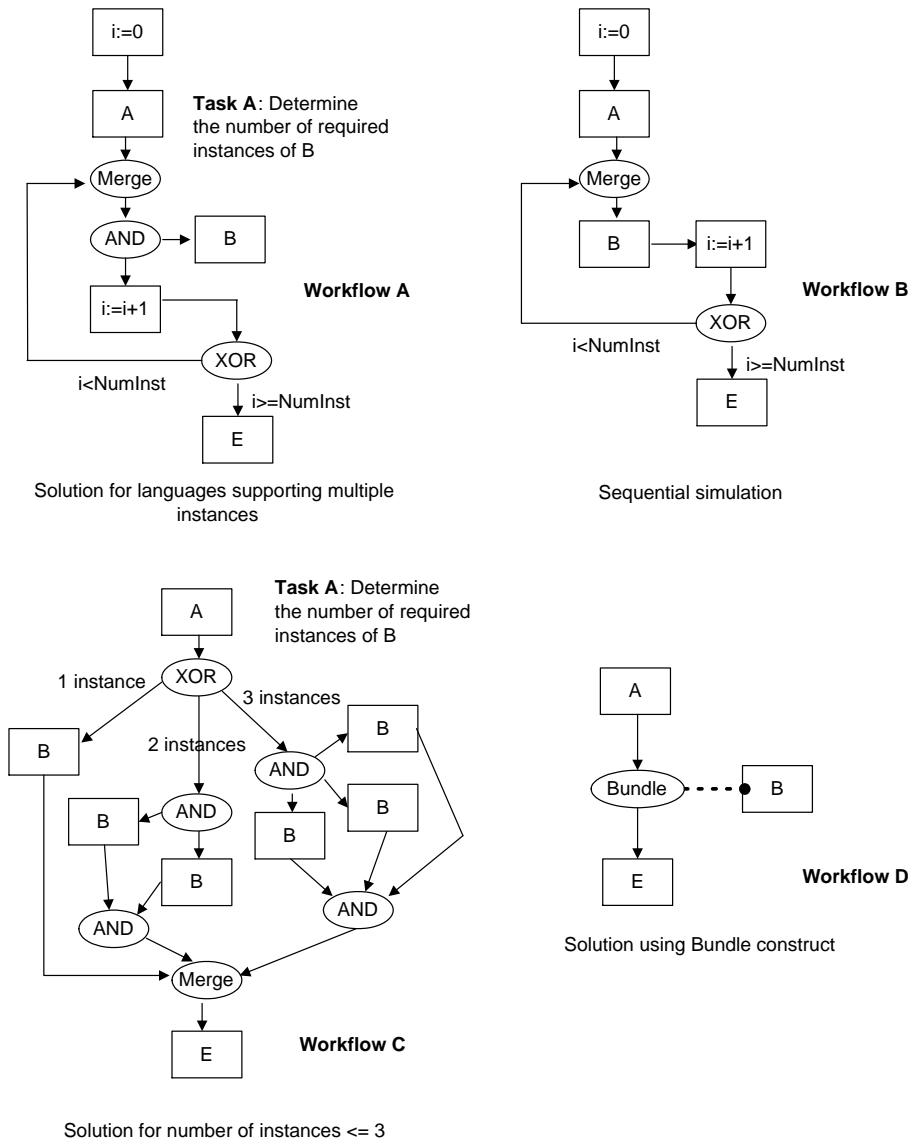 i:=0
A
Task A: Determine
the number of required
instances of B
Merge
AND
B
i:=i+1
Workflow A
XOR
i<NumInst
i>=NumInst
E
Solution for languages supporting multiple
instances
i:=0
A
Merge
B
i:=i+1
Workflow B
XOR
i<NumInst
i>=NumInst
E
Sequential simulation
Task A: Determine
the number of required
instances of B
A
XOR
1 instance
3 instances
2 instances
B
B
AND
B
AND
B
B
B
AND
AND
Merge
E
Workflow C
Solution for number of instances <= 3
A
Bundle
B
E
Workflow D
Solution using Bundle construct